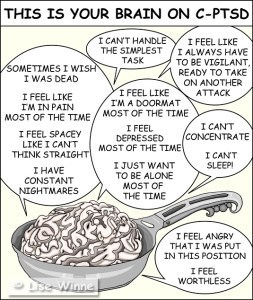 THIS IS YOUR BRAIN ON C-PTSD
I CAN'T HANDLE
THE SIMPLEST
TASK
I FEEL LIKE
I ALWAYS HAVE TO
BE VIGILANT,
READY TO TAKE
ON ANOTHER
ATTACK
SOMETIMES I WISH
I WAS DEAD
I FEEL LIKE
I'M IN PAIN
MOST OF THE TIME
I FEEL SPACEY
LIKE I CAN'T
THINK STRAIGHT
I HAVE
CONSTANT
NIGHTMARES
I FEEL LIKE
I'M A DOORMAT
MOST OF THE TIME
I FEEL
DEPRESSED
MOST OF THE TIME
I JUST WANT
TO BE ALONE
MOST OF
THE TIME
I CAN'T
CONCENTRATE
I CAN'T
SLEEP!
I FEEL ANGRY
THAT I WAS PUT
IN THIS POSITION
I FEEL
WORTHLESS
© Lise Winne